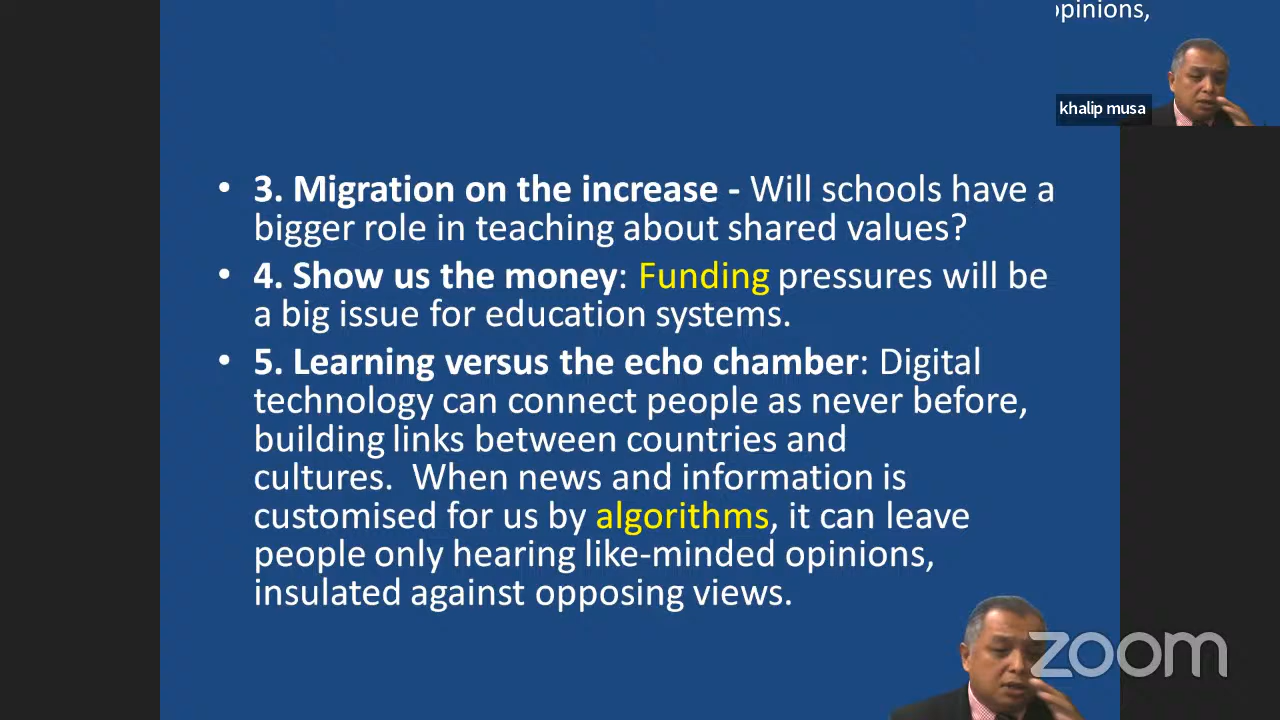 opinions,
khalip musa
• 3. Migration on the increase - Will schools have a
bigger role in teaching about shared values?
• 4. Show us the money: Funding pressures will be
a big issue for education systems.
• 5. Learning versus the echo chamber: Digital
technology can connect people as never before,
building links between countries and
cultures.  When news and information is
customised for us by algorithms, it can leave
people only hearing like-minded opinions,
insulated against opposing views.
zoom